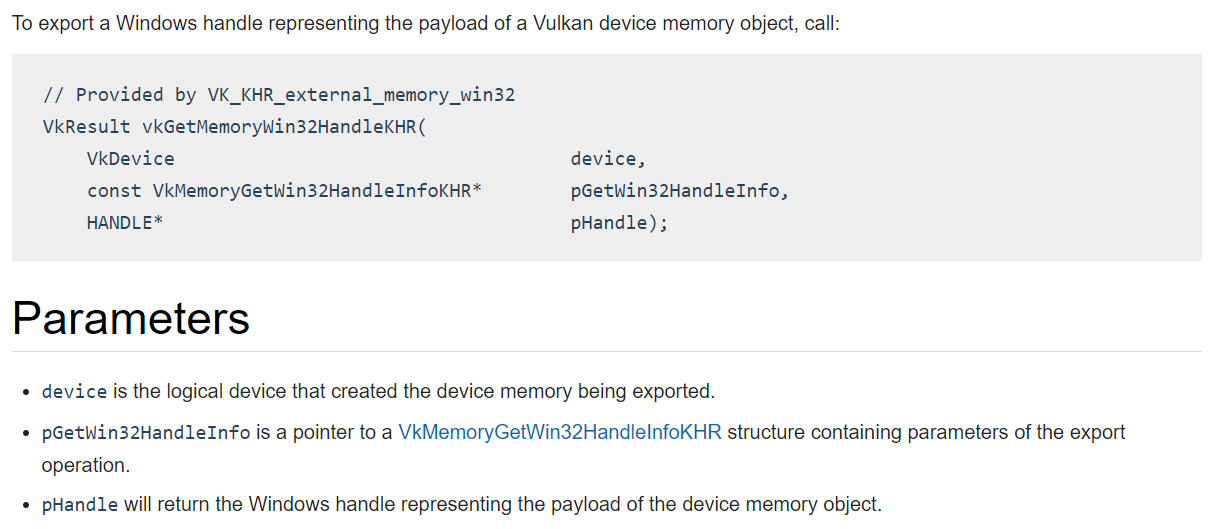 To export a Windows handle representing the payload of a Vulkan device memory object, call:
// Provided by VK_KHR_external_memory_win32
VkResult vkGetMemoryWin32HandleKHR(
    VkDevice                                    device,
    const VkMemoryGetWin32HandleInfoKHR*        pGetWin32HandleInfo,
    HANDLE*                                     pHandle);
Parameters
• device is the logical device that created the device memory being exported.
• pGetWin32HandleInfo is a pointer to a VkMemoryGetWin32HandleInfoKHR structure containing parameters of the export
operation.
• pHandle will return the Windows handle representing the payload of the device memory object.